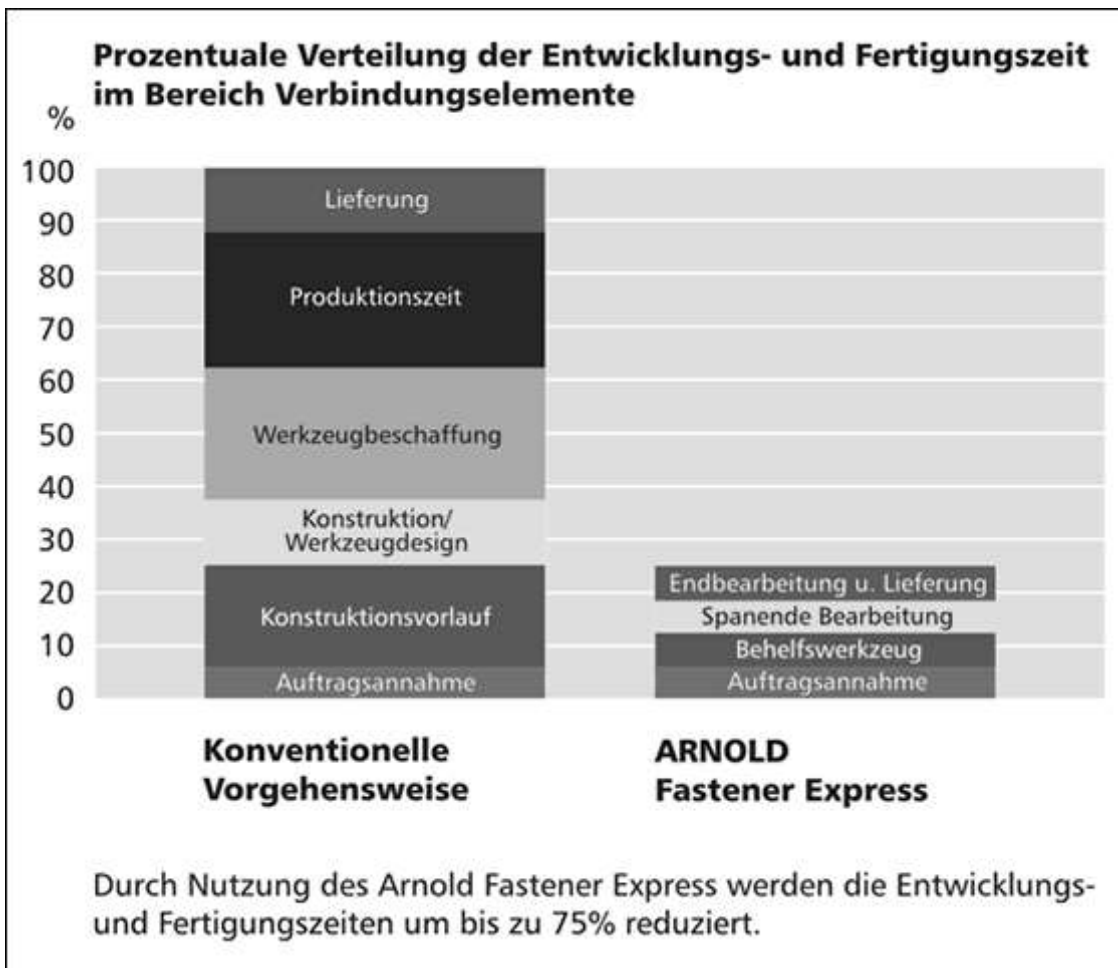 Prozentuale Verteilung der Entwicklungs- und Fertigungszeit
im Bereich Verbindungselemente
%
100
90
80
70
60
50
40
30
20
10
0
Lieferung
Produktionszeit
Werkzeugbeschaffung
Konstruktion/
Werkzeugdesign
Konstruktionsvorlauf
Auftragsannahme
Endbearbeitung u. Lieferung
Spanende Bearbeitung
Behelfswerkzeug
Auftragsannahme
Konventionelle
Vorgehensweise
ARNOLD
Fastener Express
Durch Nutzung des Arnold Fastener Express werden die Entwicklungs-
und Fertigungszeiten um bis zu 75% reduziert.